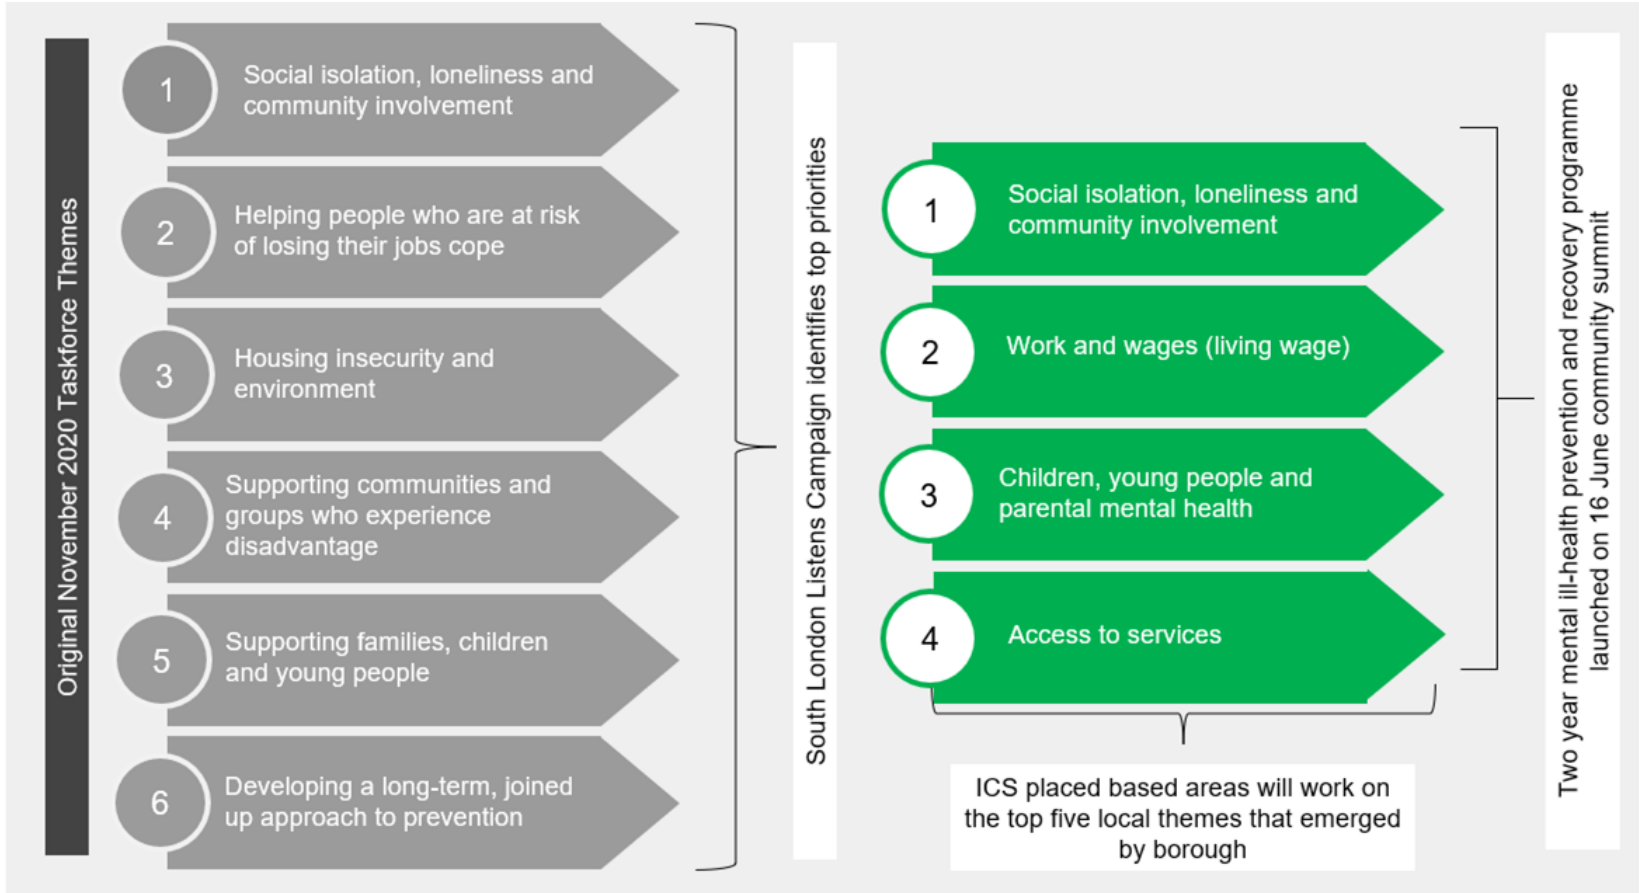 Original November 2020 Taskforce Themes
1
Social isolation, loneliness and
community involvement
2
Helping people who are at risk
of losing their jobs cope
3
Housing insecurity and
environment
4
Supporting communities and
groups who experience
disadvantage
5
Supporting families, children
and young people
6
Developing a long-term, joined
up approach to prevention
South London Listens Campaign identifies top priorities
1
Social isolation, loneliness and
community involvement
2
Work and wages (living wage)
3
Children, young people and
parental mental health
4
Access to services
ICS placed based areas will work on
the top five local themes that emerged
by borough
Two year mental ill-health prevention and recovery programme
launched on 16 June community summit